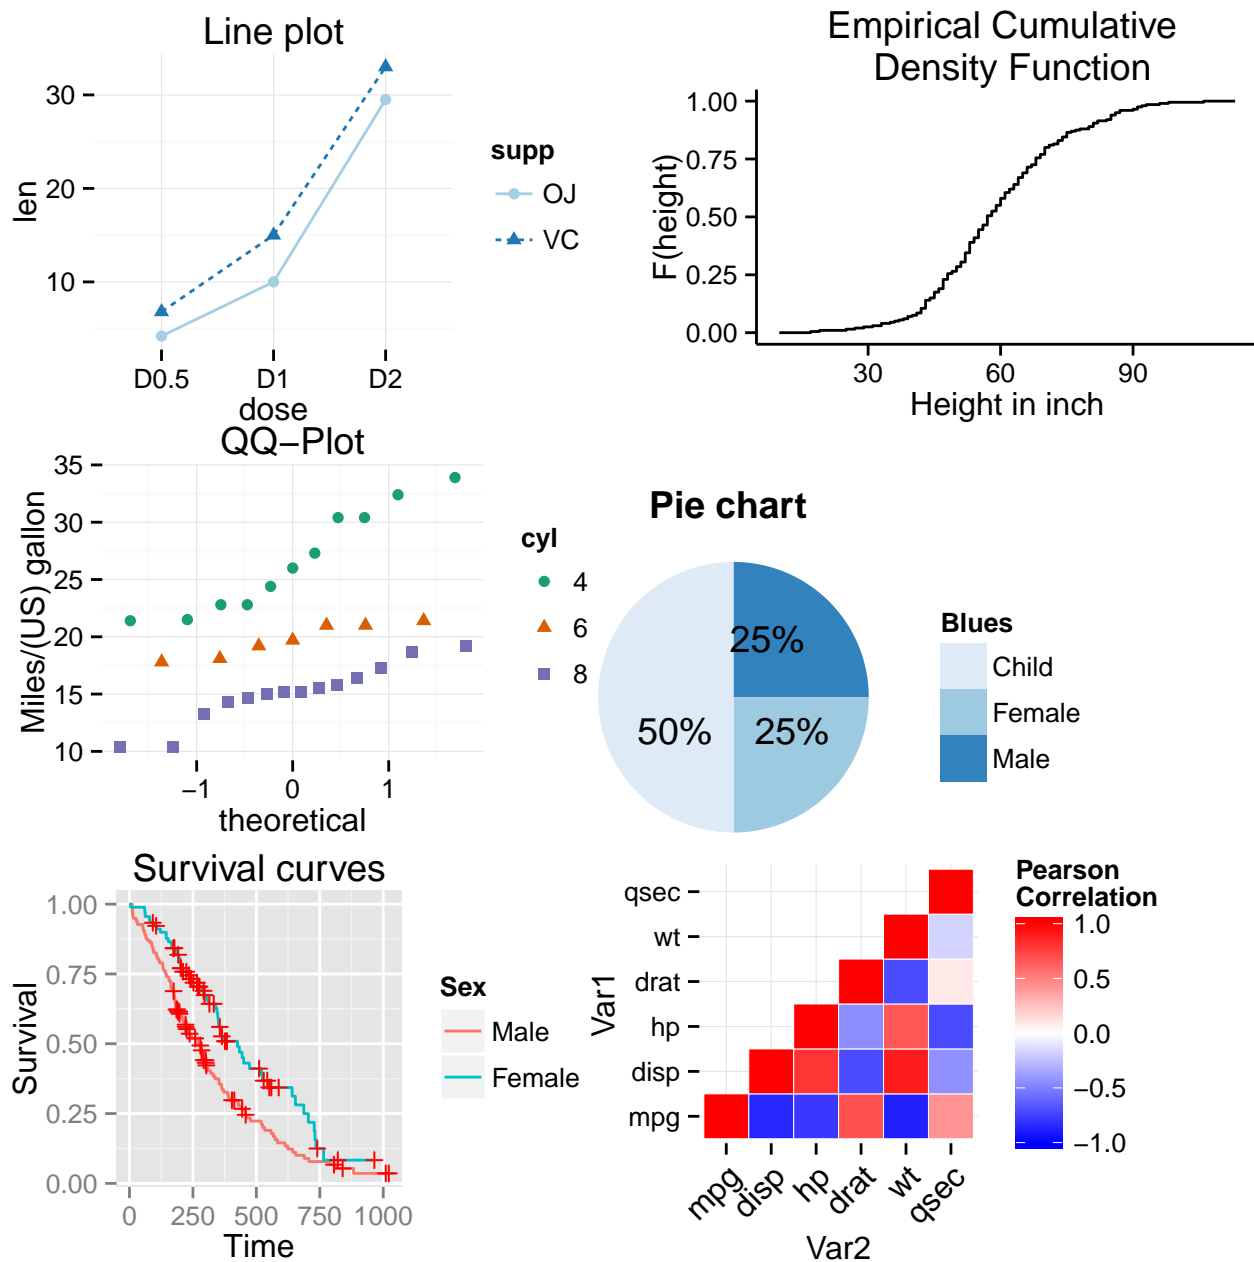 Line plot
30
20
10
len
D0.5 D1 D2
dose
supp
OJ
VC
Empirical Cumulative
Density Function
1.00
0.75
0.50
0.25
0.00
F(height)
30 60 90
Height in inch
QQ−Plot
35
30
25
20
15
10
Miles/(US) gallon
−1 0 1
theoretical
cyl
4
6
8
Pie chart
25%
50% 25%
Blues
Child
Female
Male
Survival curves
1.00
0.75
0.50
0.25
0.00
Survival
0 250 500 750 1000
Time
Sex
Male
Female
qsec
wt
drat
hp
disp
mpg
Var1
mpg disp hp drat wt qsec
Var2
Pearson
Correlation
1.0
0.5
0.0
−0.5
−1.0